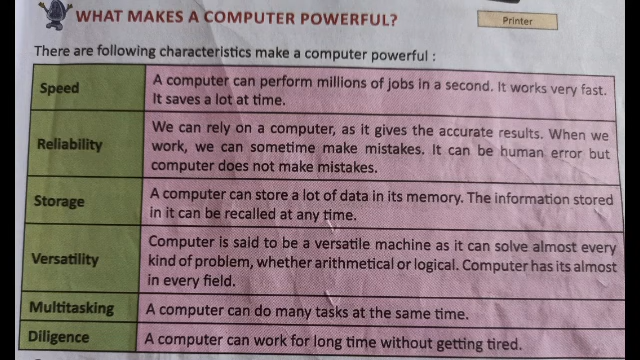 WHAT MAKES A COMPUTER POWERFUL?
Printer
There are following characteristics make a computer powerful :
Speed
A computer can perform millions of jobs in a second. It works very fast.
It saves a lot at time.
Reliability
We can rely on a computer, as it gives the accurate results. When we
work, we can sometime make mistakes. It can be human error but
computer does not make mistakes.
Storage
A computer can store a lot of data in its memory. The information stored
in it can be recalled at any time.
Versatility
Computer is said to be a versatile machine as it can solve almost every
kind of problem, whether arithmetical or logical. Computer has its almost
in every field.
Multitasking
A computer can do many tasks at the same time.
Diligence
A computer can work for long time without getting tired.